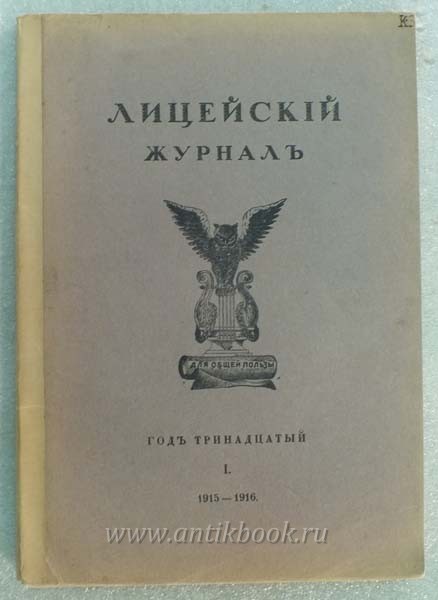 ЛИЦЕЙСКІЙ
ЖУРНАЛЪ
ДЛЯ ОБЩЕЙ ПОЛЬЗЫ
ГОДЪ ТРИНАДЦАТЫЙ
I.
1915—1916.
www.antikbook.ru